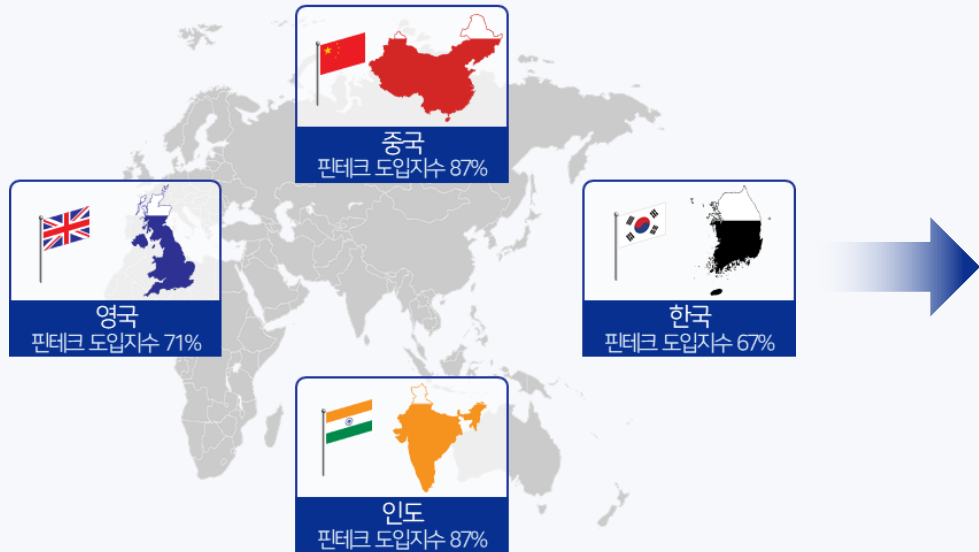 중국
핀테크 도입지수 87%
영국
핀테크 도입지수 71%
한국
핀테크 도입지수 67%
인도
핀테크 도입지수 87%